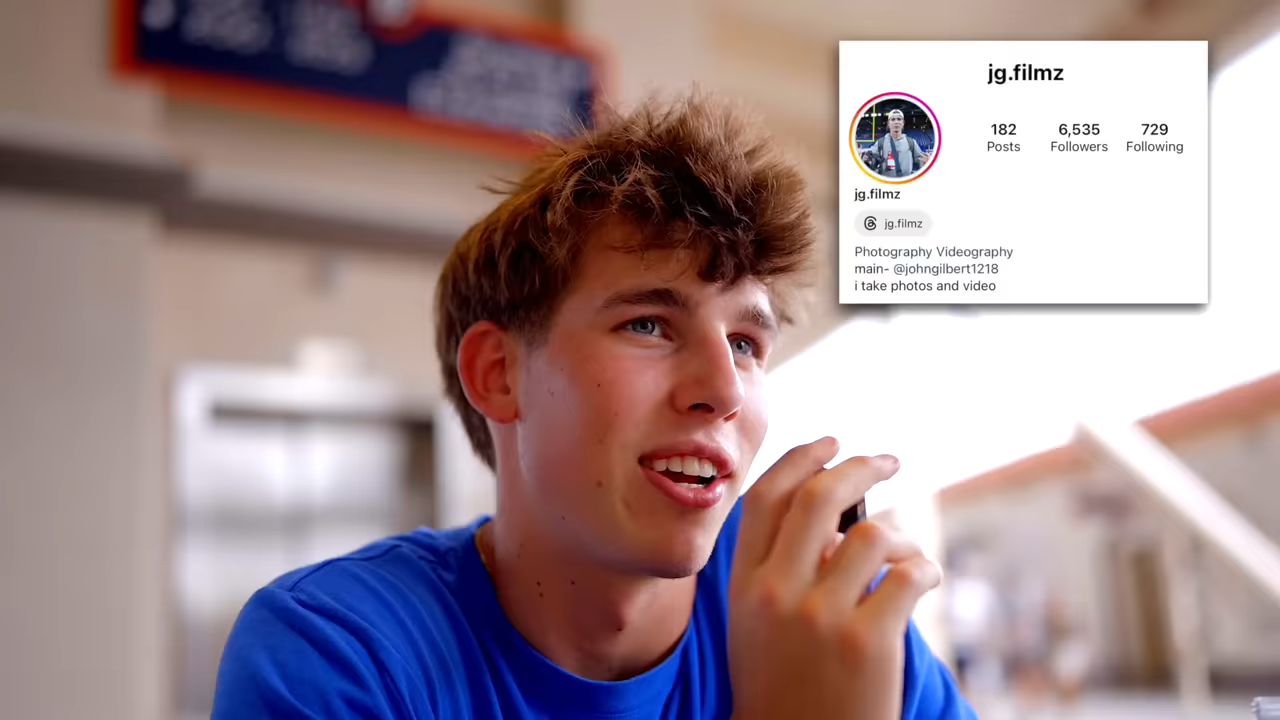 jg.filmz
182 6,535 729
Posts Followers Following
jg.filmz
jg.filmz
Photography Videography
main- @johngilbert1218
i take photos and video